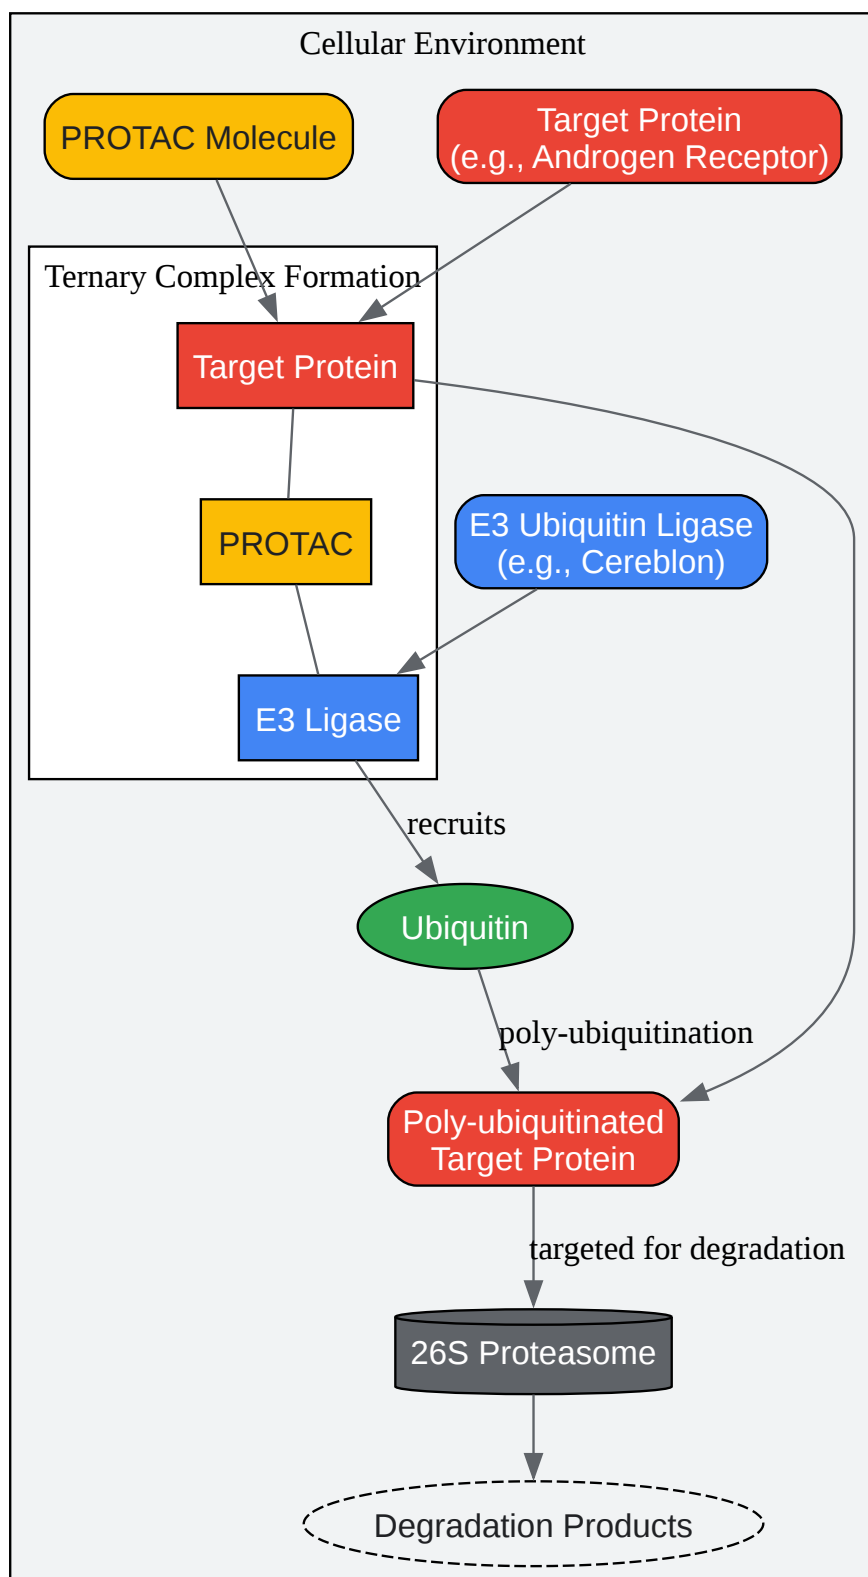 Cellular Environment
PROTAC Molecule
Target Protein
(e.g., Androgen Receptor)
Ternary Complex Formation
Target Protein
PROTAC
E3 Ubiquitin Ligase
(e.g., Cereblon)
E3 Ligase
recruits
Ubiquitin
poly-ubiquitination
Poly-ubiquitinated
Target Protein
targeted for degradation
26S Proteasome
Degradation Products